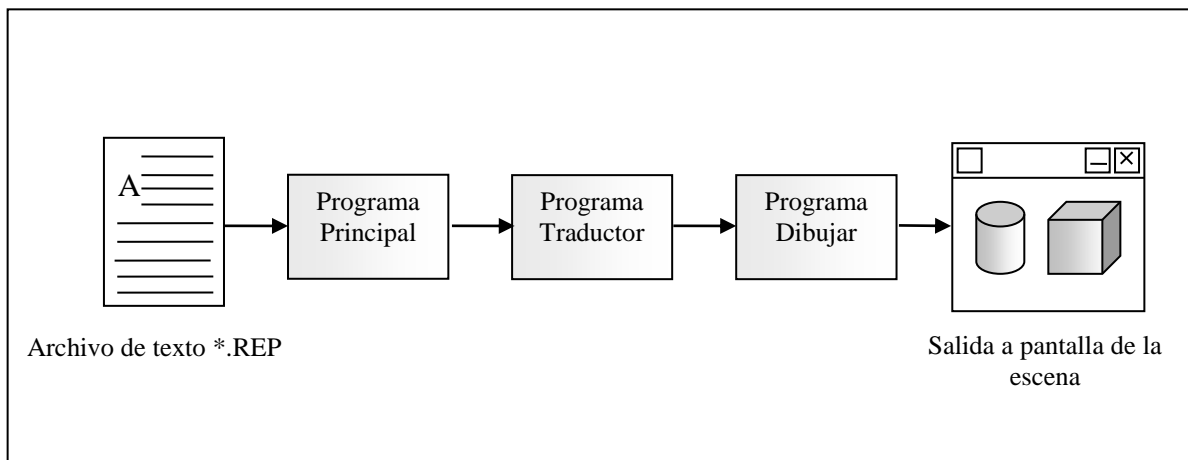 A
Programa
Principal
Programa
Traductor
Programa
Dibujar
Archivo de texto *.REP
Salida a pantalla de la
escena